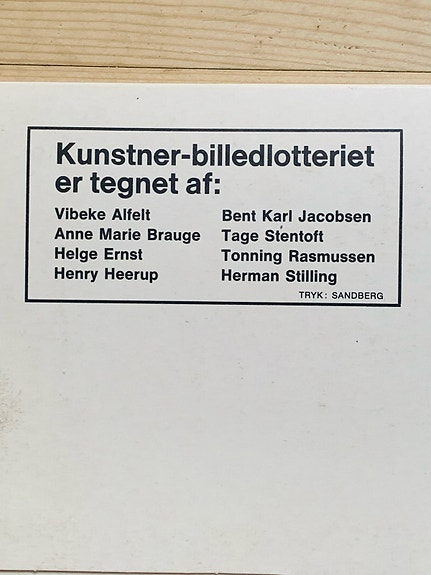 Kunstner-billedlotteriet
er tegnet af:
Vibeke Alfelt
Anne Marie Brauge
Helge Ernst
Henry Heerup
Bent Karl Jacobsen
Tage Stentoft
Tonning Rasmussen
Herman Stilling
TRYK: SANDBERG